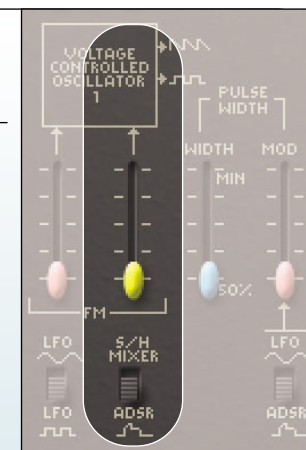 VOLTAGE
CONTROLLED
OSCILLATOR
1
PULSE
WIDTH
WIDTH
MOD
MIN
50%
FM
LFO
S/H
MIXER
LFO
LFO
ADSR
ADSR